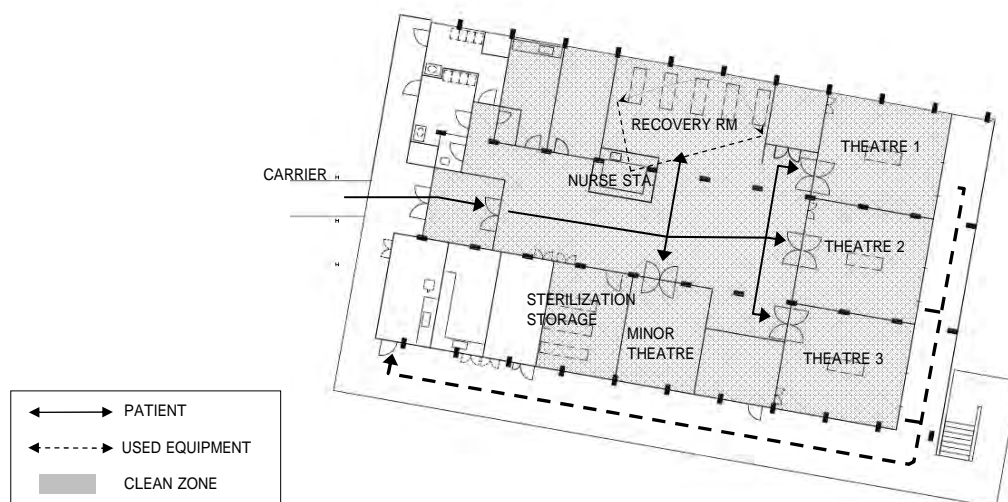 RECOVERY RM
THEATRE 1
CARRIER
H
NURSE STA.
H
THEATRE 2
H
STERILIZATION
STORAGE
MINOR
THEATRE
THEATRE 3
PATIENT
USED EQUIPMENT
CLEAN ZONE